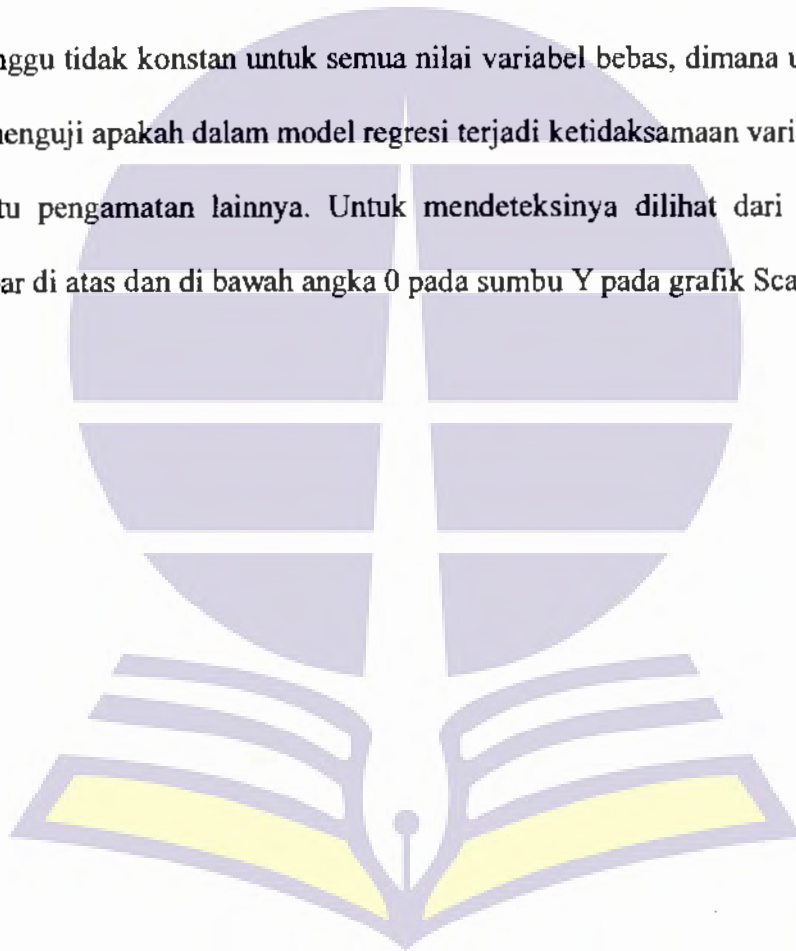 nggu tidak konstan untuk semua nilai variabel bebas, dimana u
nenguji apakah dalam model regresi terjadi ketidaksamaan vari
tu pengamatan lainnya. Untuk mendeteksinya dilihat dari
ar di atas dan di bawah angka 0 pada sumbu Y pada grafik Sca